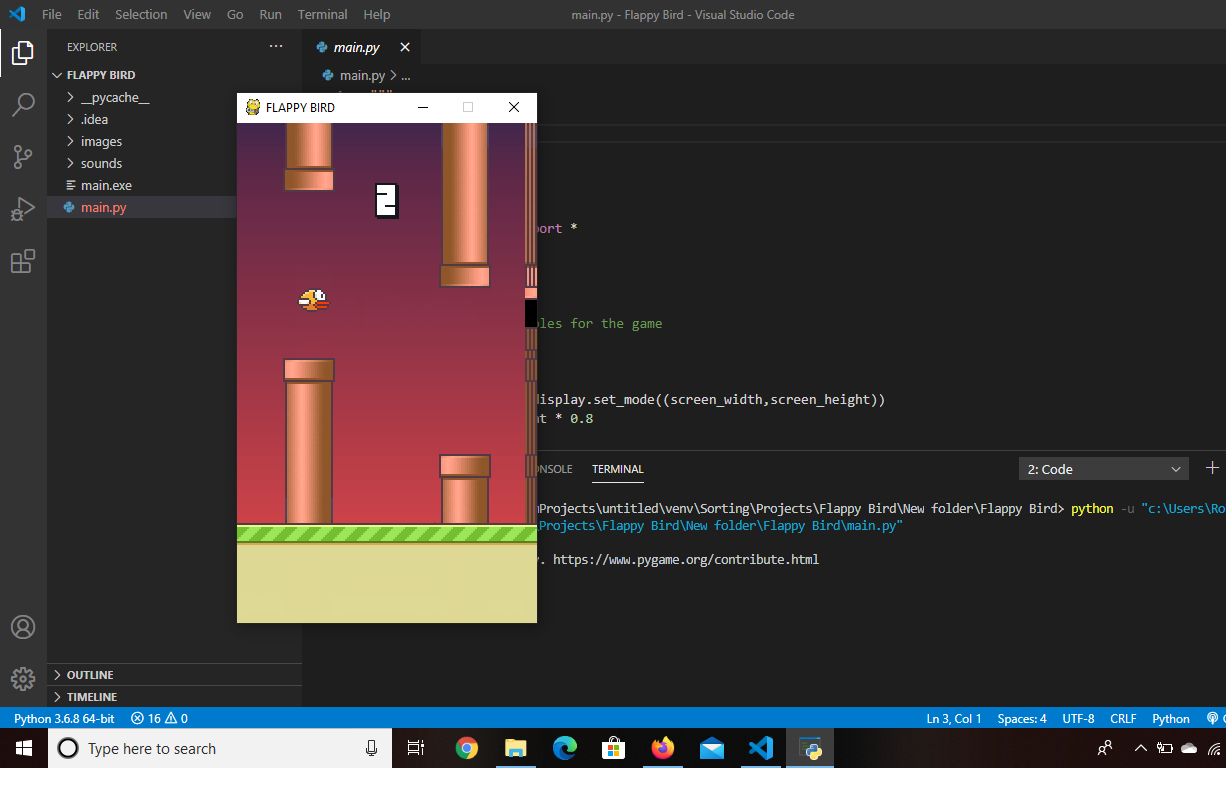 File Edit Selection View Go Run Terminal Help main.py - Flappy Bird - Visual Studio Code
EXPLORER ···
main.py ×
FLAPPY BIRD
main.py > ...
__pycache__
FLAPPY BIRD
.idea
images
sounds
main.exe
main.py
2
ort *
les for the game
display.set_mode((screen_width,screen_height))
t * 0.8
ONSOLE TERMINAL 2: Code
Projects\untitled\venv\Sorting\Projects\Flappy Bird\New folder\Flappy Bird> python -u "c:\Users\Ro
Projects\Flappy Bird\New folder\Flappy Bird\main.py"
. https://www.pygame.org/contribute.html
OUTLINE
TIMELINE
Python 3.6.8 64-bit 16 0 Ln 3, Col 1 Spaces: 4 UTF-8 CRLF Python
Type here to search